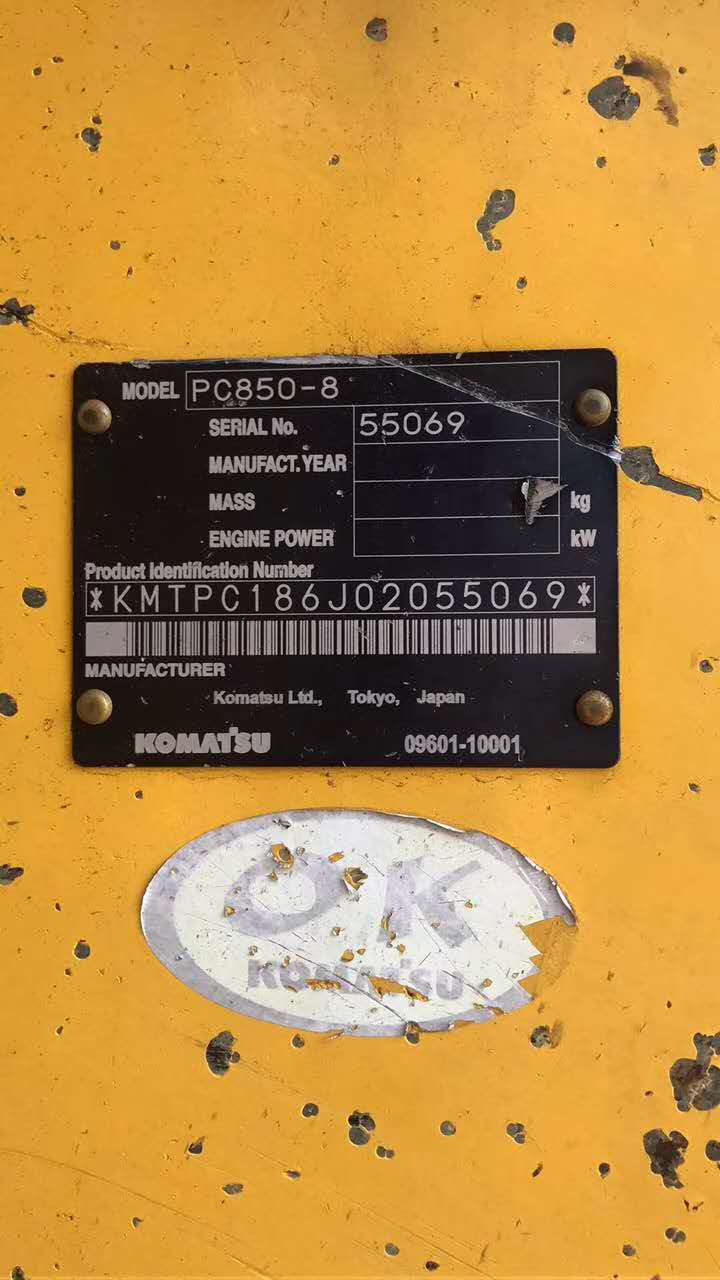 MODEL PC850-8
SERIAL No. 55069
MANUFACT. YEAR
MASS kg
ENGINE POWER kW
Product Identification Number
*KMTPC186J02055069*
MANUFACTURER
Komatsu Ltd., Tokyo, Japan
KOMATSU 09601-10001
OK
KOMATSU